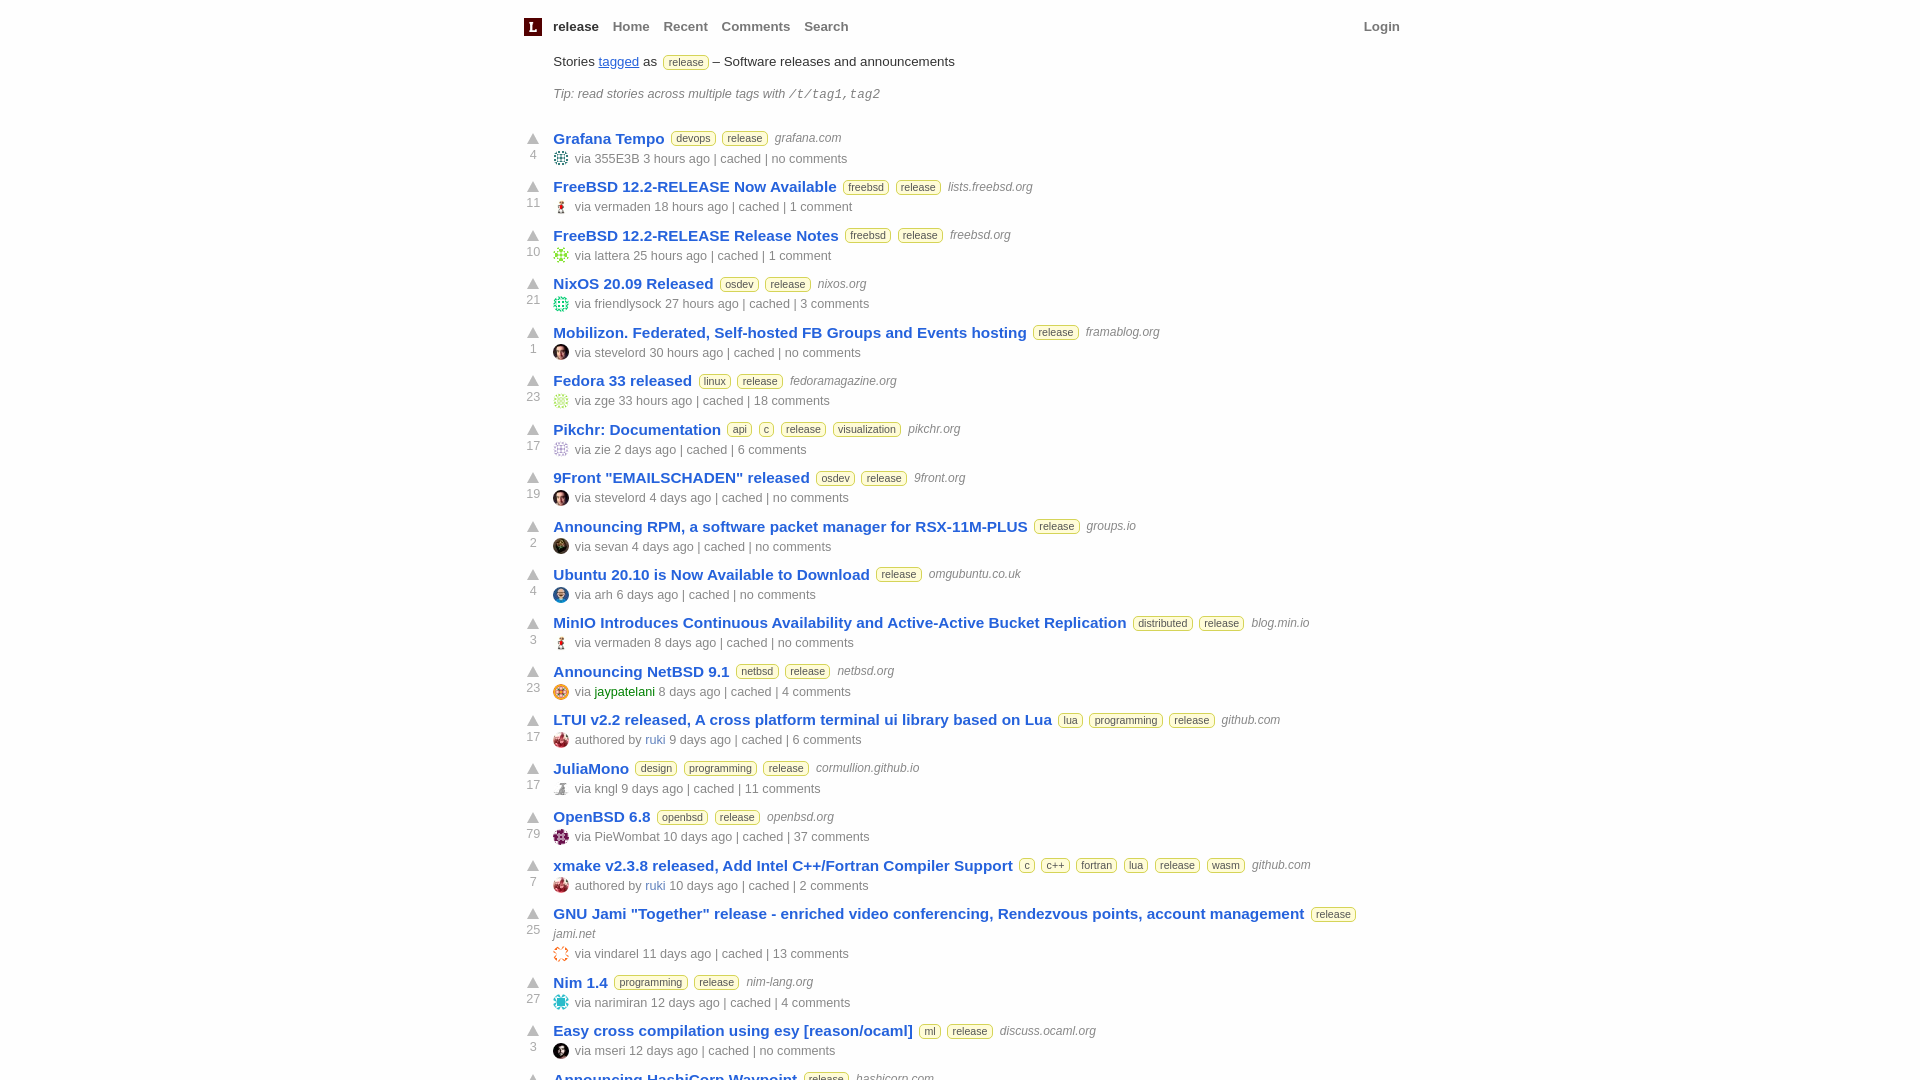 L release Home Recent Comments Search Login
Stories tagged as release – Software releases and announcements
Tip: read stories across multiple tags with /t/tag1,tag2
Grafana Tempo devops release grafana.com
4 via 355E3B 3 hours ago | cached | no comments
FreeBSD 12.2-RELEASE Now Available freebsd release lists.freebsd.org
11 via vermaden 18 hours ago | cached | 1 comment
FreeBSD 12.2-RELEASE Release Notes freebsd release freebsd.org
10 via lattera 25 hours ago | cached | 1 comment
NixOS 20.09 Released osdev release nixos.org
21 via friendlysock 27 hours ago | cached | 3 comments
Mobilizon. Federated, Self-hosted FB Groups and Events hosting release framablog.org
1 via stevelord 30 hours ago | cached | no comments
Fedora 33 released linux release fedoramagazine.org
23 via zge 33 hours ago | cached | 18 comments
Pikchr: Documentation api c release visualization pikchr.org
17 via zie 2 days ago | cached | 6 comments
9Front "EMAILSCHADEN" released osdev release 9front.org
19 via stevelord 4 days ago | cached | no comments
Announcing RPM, a software packet manager for RSX-11M-PLUS release groups.io
2 via sevan 4 days ago | cached | no comments
Ubuntu 20.10 is Now Available to Download release omgubuntu.co.uk
4 via arh 6 days ago | cached | no comments
MinIO Introduces Continuous Availability and Active-Active Bucket Replication distributed release blog.min.io
3 via vermaden 8 days ago | cached | no comments
Announcing NetBSD 9.1 netbsd release netbsd.org
23 via jaypatelani 8 days ago | cached | 4 comments
LTUI v2.2 released, A cross platform terminal ui library based on Lua lua programming release github.com
17 authored by ruki 9 days ago | cached | 6 comments
JuliaMono design programming release cormullion.github.io
17 via kngl 9 days ago | cached | 11 comments
OpenBSD 6.8 openbsd release openbsd.org
79 via PieWombat 10 days ago | cached | 37 comments
xmake v2.3.8 released, Add Intel C++/Fortran Compiler Support c c++ fortran lua release wasm github.com
7 authored by ruki 10 days ago | cached | 2 comments
GNU Jami "Together" release - enriched video conferencing, Rendezvous points, account management release
25 jami.net
via vindarel 11 days ago | cached | 13 comments
Nim 1.4 programming release nim-lang.org
27 via narimiran 12 days ago | cached | 4 comments
Easy cross compilation using esy [reason/ocaml] ml release discuss.ocaml.org
3 via mseri 12 days ago | cached | no comments
Announcing HashiCorp Waypoint release hashicorp.com